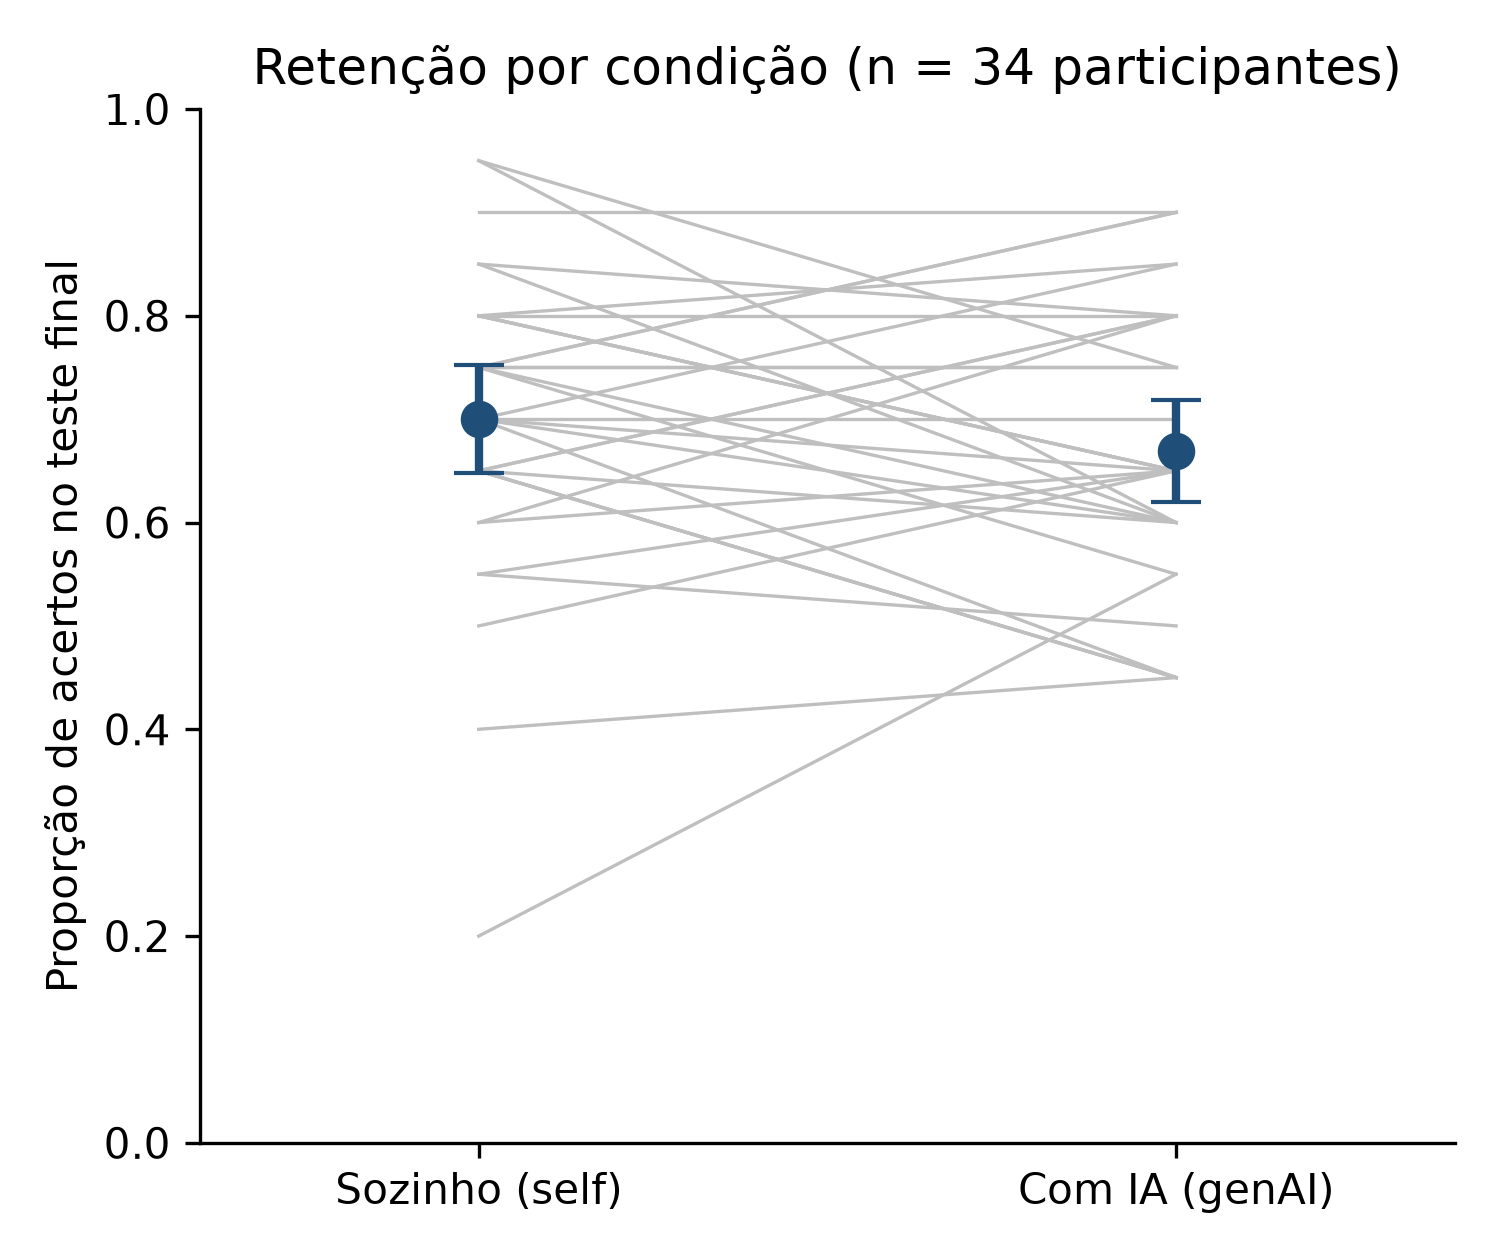 Retenção por condição (n = 34 participantes)
Proporção de acertos no teste final
1.0
0.8
0.6
0.4
0.2
0.0
Sozinho (self)
Com IA (genAI)